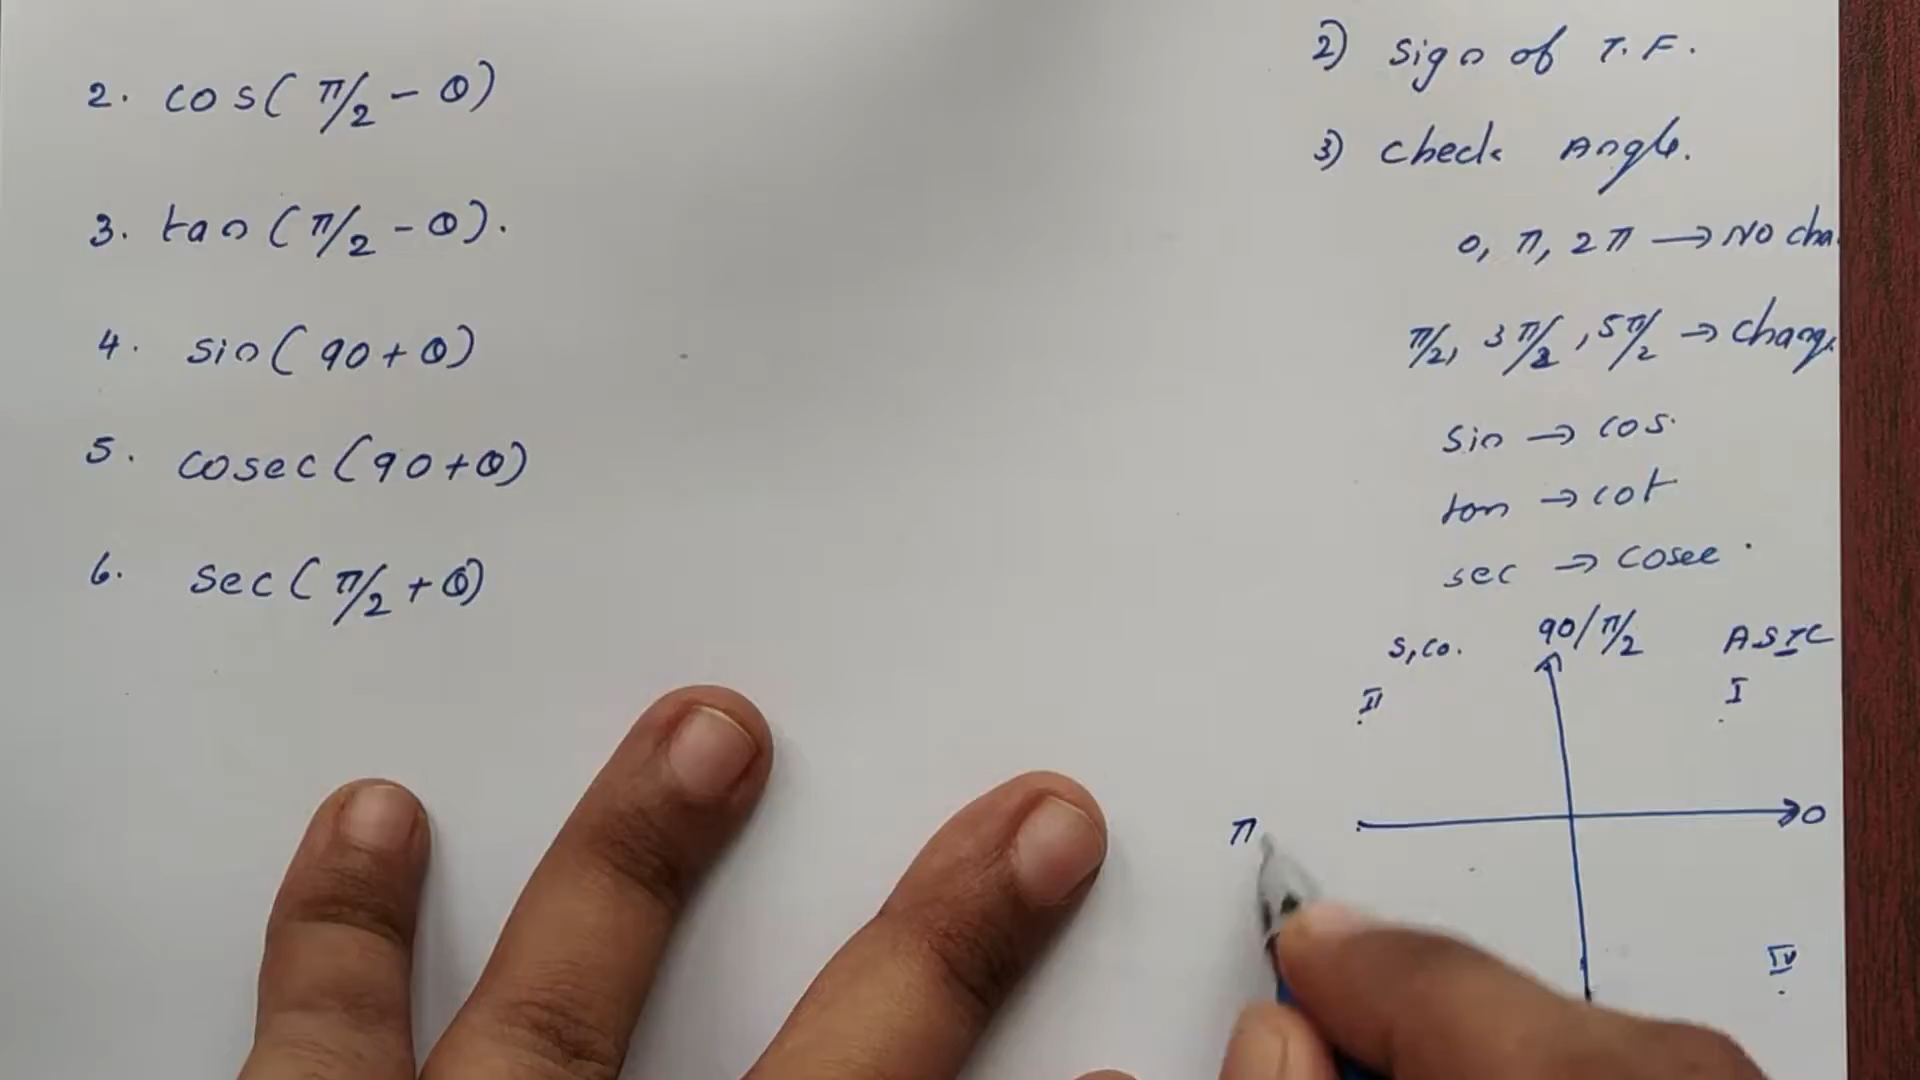 2. cos(π/2 - θ)
3. tan(π/2 - θ).
4. sin(90+θ)
5. cosec(90+θ)
6. sec(π/2 + θ)
2) Sign of T.F.
3) Check Angle.
0, π, 2π → NO cha
π/2, 3π/2, 5π/2 → Chang
sin → cos.
tan → cot
sec → cosec
S, Co. 90/π/2 ASTC
II I
π 0
IV